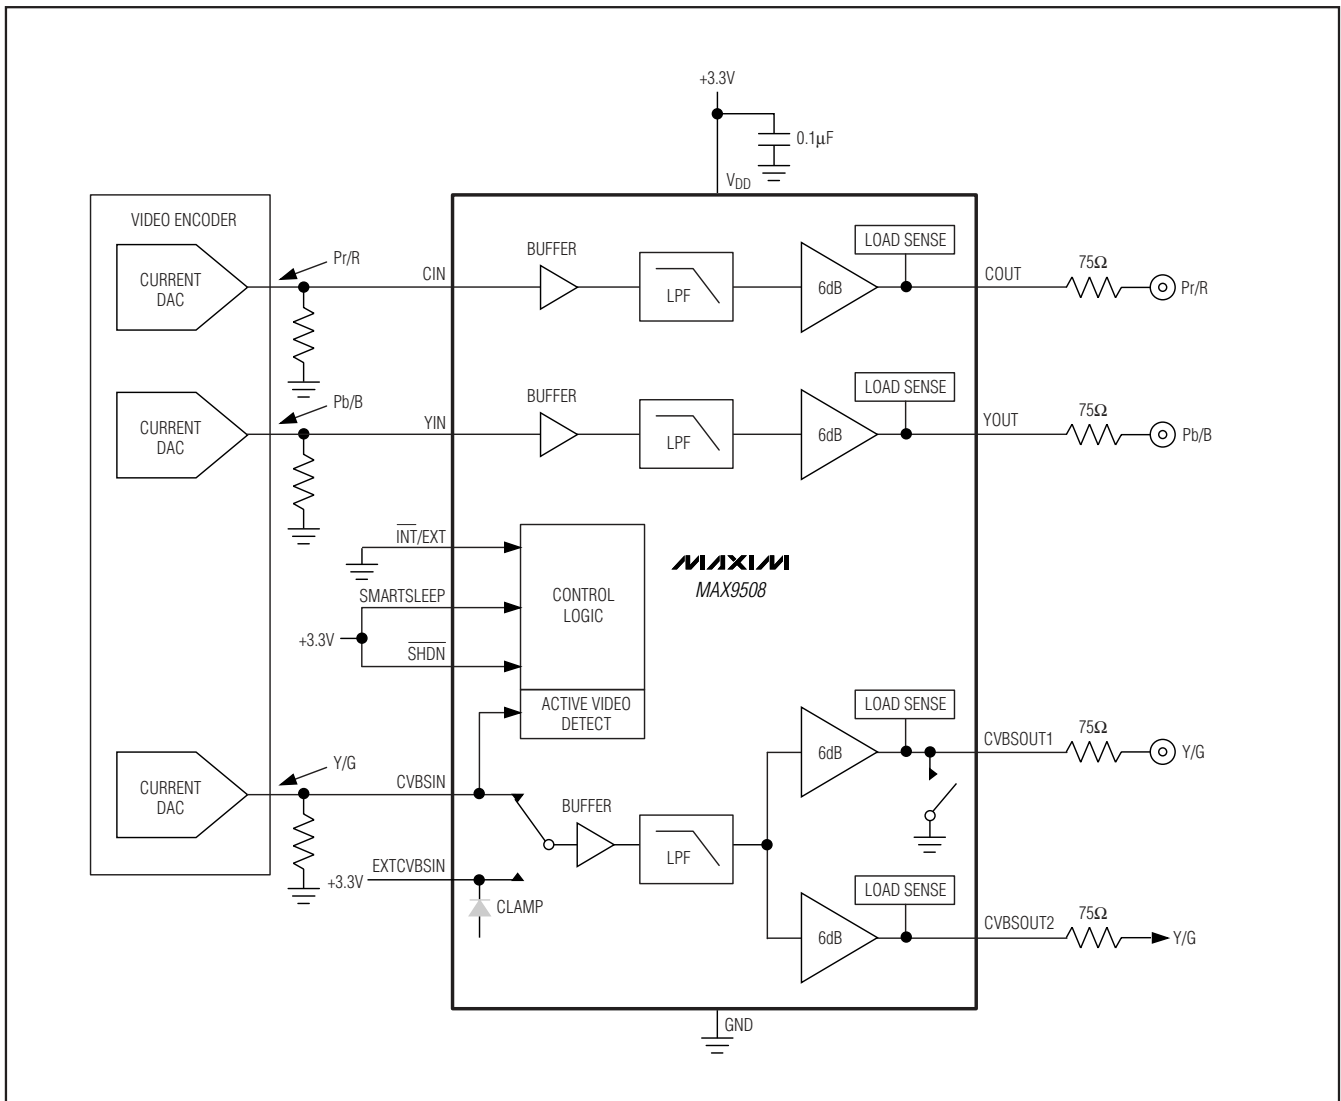 +3.3V
0.1µF
VDD
VIDEO ENCODER
CURRENT
DAC
Pr/R
CIN
BUFFER
LPF
6dB
LOAD SENSE
COUT
75Ω
Pr/R
CURRENT
DAC
Pb/B
YIN
BUFFER
LPF
6dB
LOAD SENSE
YOUT
75Ω
Pb/B
INT/EXT
SMARTSLEEP
+3.3V
SHDN
CONTROL
LOGIC
ACTIVE VIDEO
DETECT
MAXIM
MAX9508
CURRENT
DAC
Y/G
CVBSIN
EXTCVBSIN
+3.3V
CLAMP
BUFFER
LPF
6dB
LOAD SENSE
CVBSOUT1
75Ω
Y/G
6dB
LOAD SENSE
CVBSOUT2
75Ω
Y/G
GND